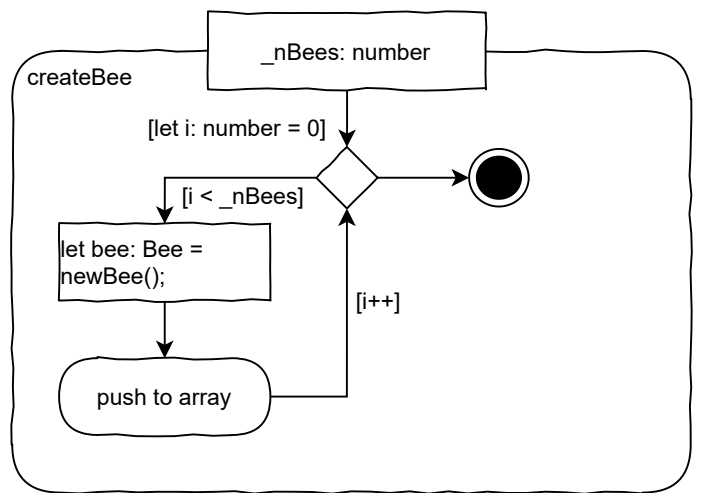 _nBees: number
createBee
[let i: number = 0]
[i < _nBees]
let bee: Bee =
newBee();
[i++]
push to array